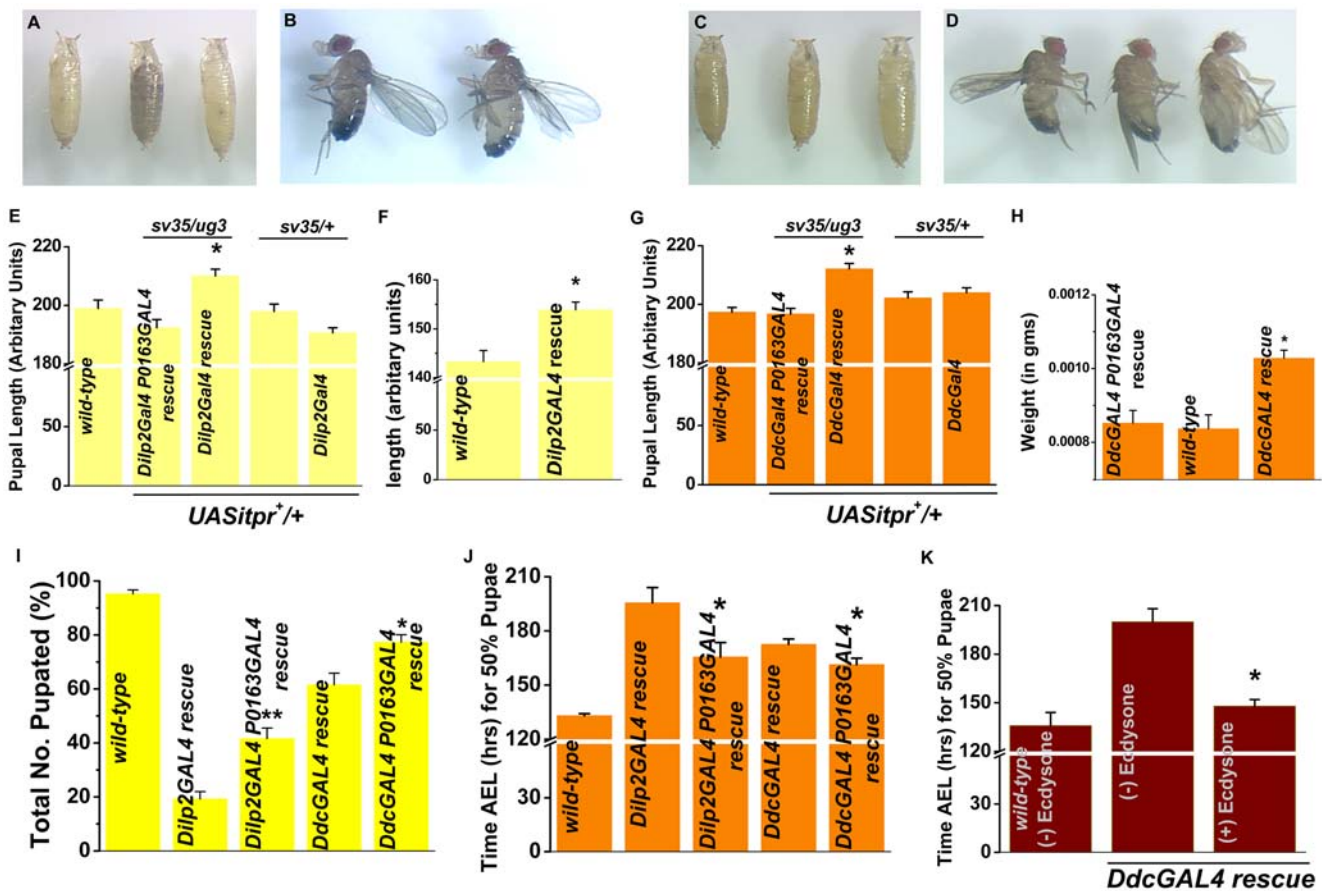 A
B
C
D
E
sv35/ug3
sv35/+
*
Pupal Length (Arbitary Units)
220
200
180
50
0
wild-type
Dilp2Gal4 P0163GAL4
rescue
Dilp2Gal4 rescue
Dilp2Gal4
UASitpr+/+
F
*
length (arbitary units)
160
150
140
50
0
wild-type
Dilp2GAL4 rescue
G
sv35/ug3
sv35/+
*
Pupal Length (Arbitary Units)
220
200
180
50
0
wild-type
DdcGal4 P0163GAL4
rescue
DdcGal4 rescue
DdcGal4
UASitpr+/+
H
Weight (in gms)
0.0012
0.0010
0.0008
DdcGAL4 P0163GAL4
rescue
wild-type
DdcGAL4 rescue
*
I
Total No. Pupated (%)
100
80
60
40
20
0
wild-type
Dilp2GAL4 rescue
Dilp2GAL4 P0163GAL4
rescue
**
DdcGAL4 rescue
DdcGAL4 P0163GAL4
rescue
*
J
Time AEL (hrs) for 50% Pupae
210
180
150
120
30
0
wild-type
Dilp2GAL4 rescue
Dilp2GAL4 P0163GAL4
rescue
*
DdcGAL4 rescue
DdcGAL4 P0163GAL4
rescue
*
K
Time AEL (hrs) for 50% Pupae
210
180
150
120
30
0
wild-type
(-) Ecdysone
(-) Ecdysone
(+) Ecdysone
*
DdcGAL4 rescue